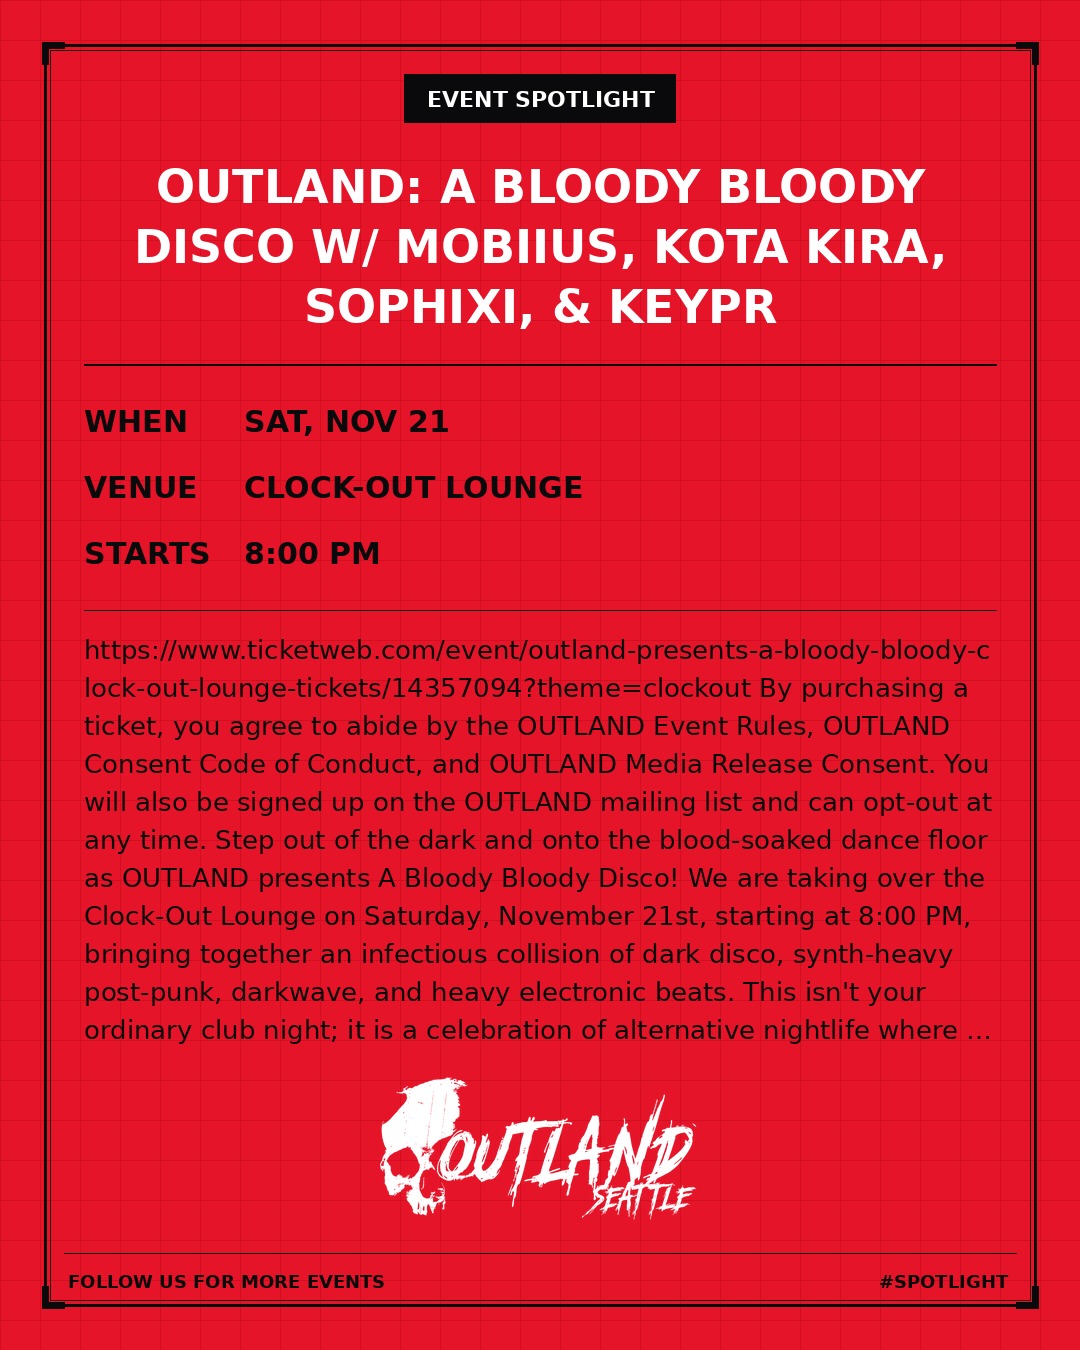 EVENT SPOTLIGHT
OUTLAND: A BLOODY BLOODY
DISCO W/ MOBIIUS, KOTA KIRA,
SOPHIXI, & KEYPR
WHEN SAT, NOV 21
VENUE CLOCK-OUT LOUNGE
STARTS 8:00 PM
https://www.ticketweb.com/event/outland-presents-a-bloody-bloody-c
lock-out-lounge-tickets/14357094?theme=clockout By purchasing a
ticket, you agree to abide by the OUTLAND Event Rules, OUTLAND
Consent Code of Conduct, and OUTLAND Media Release Consent. You
will also be signed up on the OUTLAND mailing list and can opt-out at
any time. Step out of the dark and onto the blood-soaked dance floor
as OUTLAND presents A Bloody Bloody Disco! We are taking over the
Clock-Out Lounge on Saturday, November 21st, starting at 8:00 PM,
bringing together an infectious collision of dark disco, synth-heavy
post-punk, darkwave, and heavy electronic beats. This isn't your
ordinary club night; it is a celebration of alternative nightlife where ...
OUTLAND
SEATTLE
FOLLOW US FOR MORE EVENTS
#SPOTLIGHT